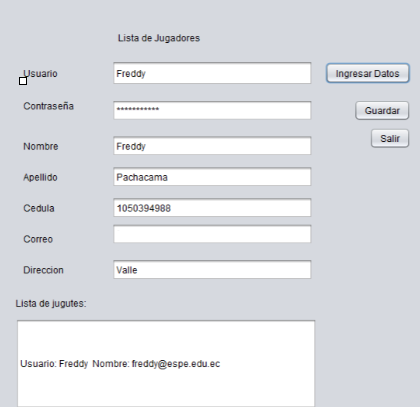 Lista de Jugadores
Usuario Freddy Ingresar Datos
Contraseña *********** Guardar
Salir
Nombre Freddy
Apellido Pachacama
Cedula 1050394988
Correo
Direccion Valle
Lista de jugutes:
Usuario: Freddy Nombre: freddy@espe.edu.ec